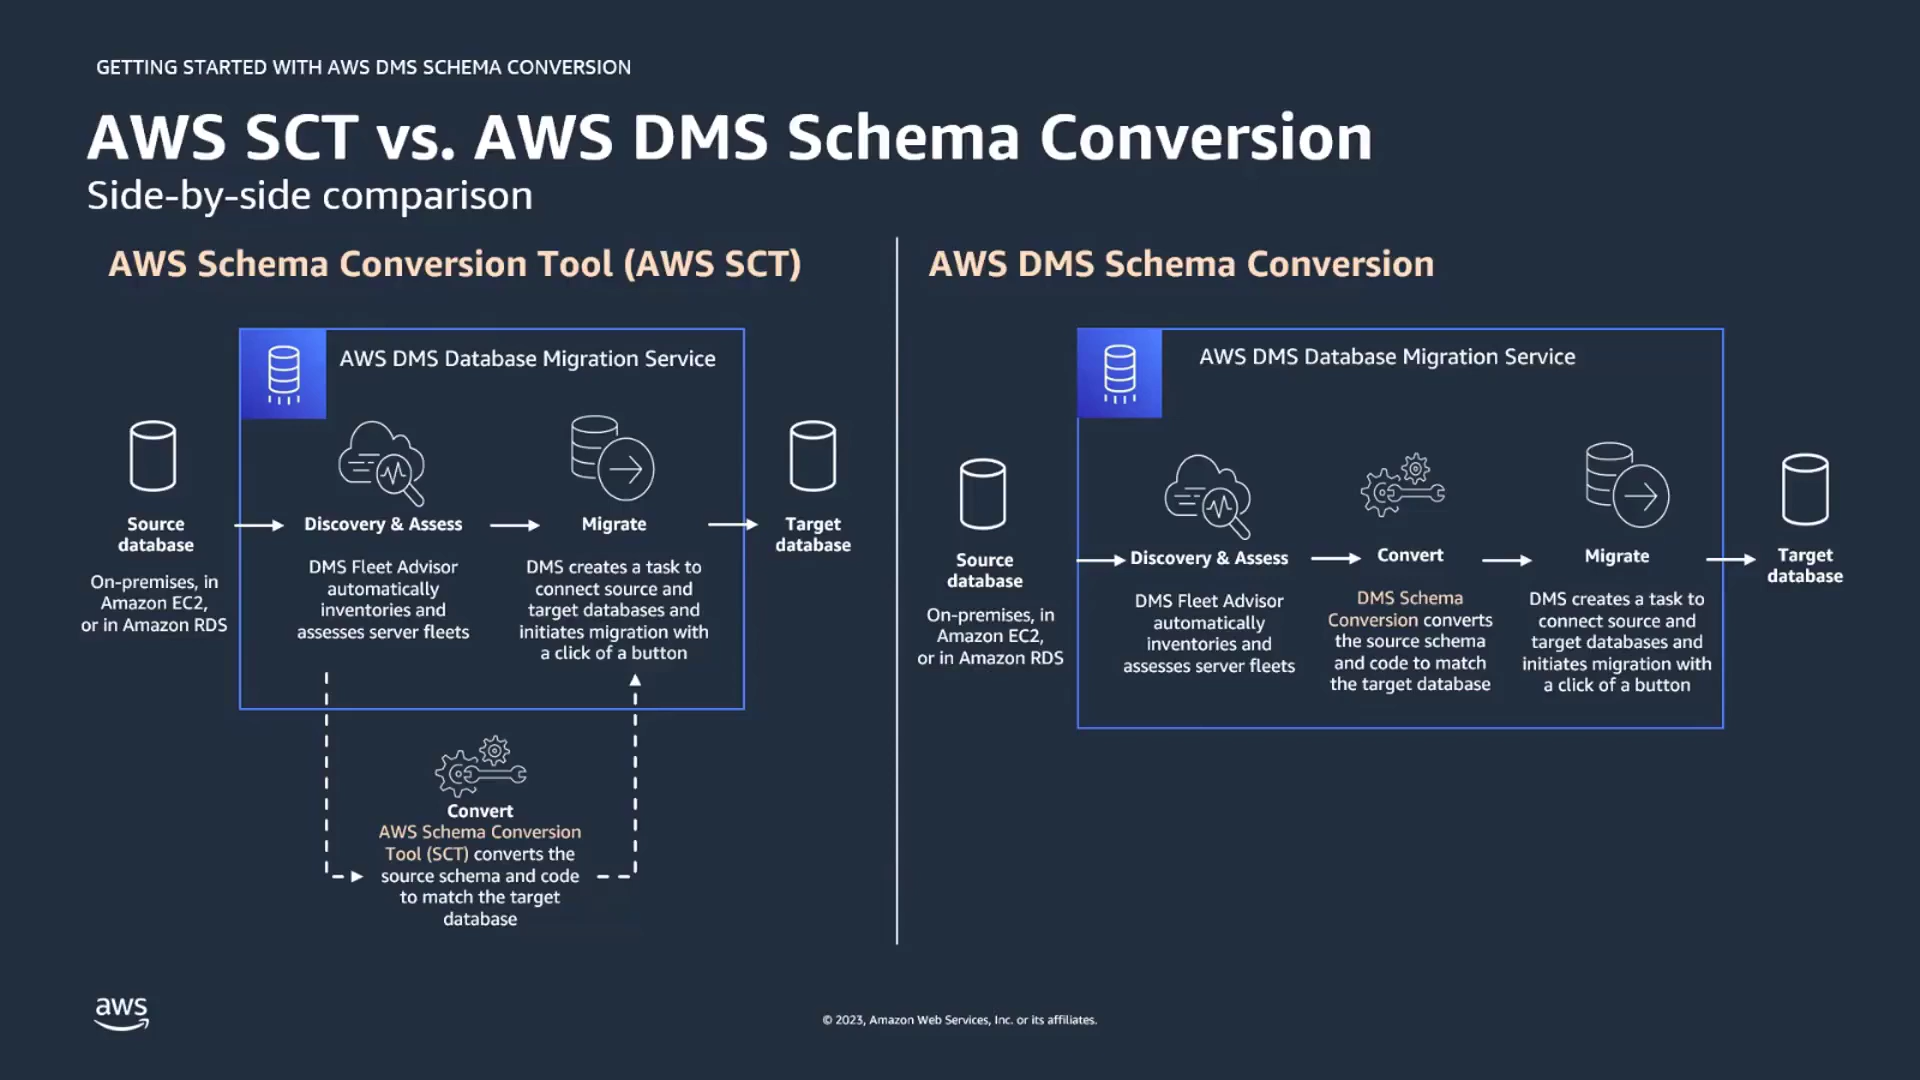 GETTING STARTED WITH AWS DMS SCHEMA CONVERSION
AWS SCT vs. AWS DMS Schema Conversion
Side-by-side comparison
AWS Schema Conversion Tool (AWS SCT)
AWS DMS Database Migration Service
Source
database
On-premises, in
Amazon EC2,
or in Amazon RDS
Discovery & Assess
DMS Fleet Advisor
automatically
inventories and
assesses server fleets
Migrate
DMS creates a task to
connect source and
target databases and
initiates migration with
a click of a button
Target
database
Convert
AWS Schema Conversion
Tool (SCT) converts the
source schema and code
to match the target
database
AWS DMS Schema Conversion
AWS DMS Database Migration Service
Source
database
On-premises, in
Amazon EC2,
or in Amazon RDS
Discovery & Assess
DMS Fleet Advisor
automatically
inventories and
assesses server fleets
Convert
DMS Schema
Conversion converts
the source schema
and code to match
the target database
Migrate
DMS creates a task to
connect source and
target databases and
initiates migration with
a click of a button
Target
database
aws
© 2023, Amazon Web Services, Inc. or its affiliates.